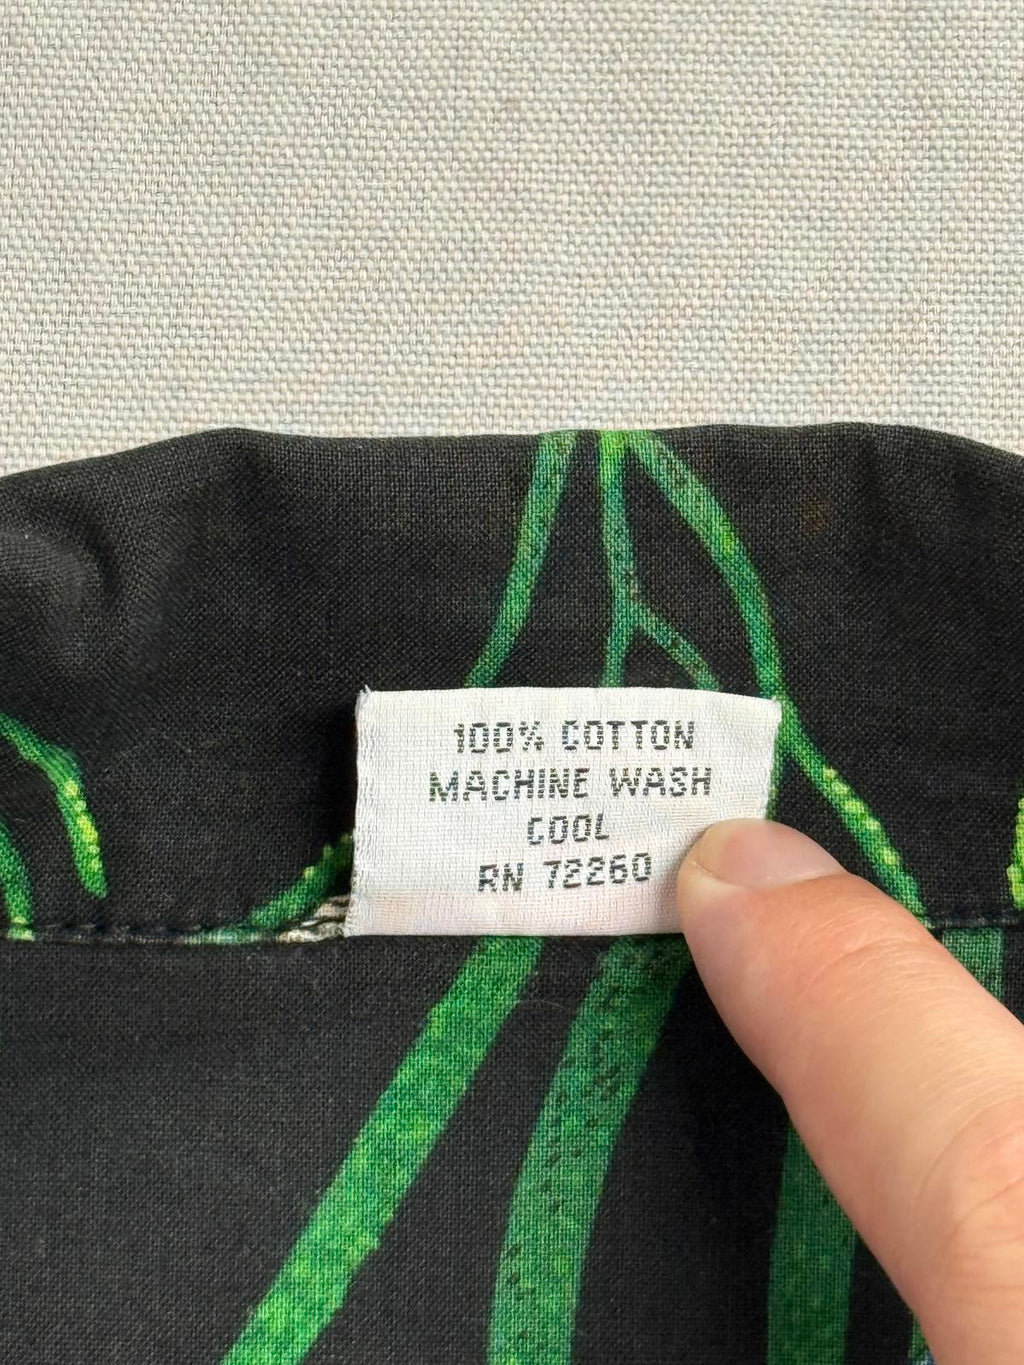 100% COTTON
MACHINE WASH
COOL
RN 72260